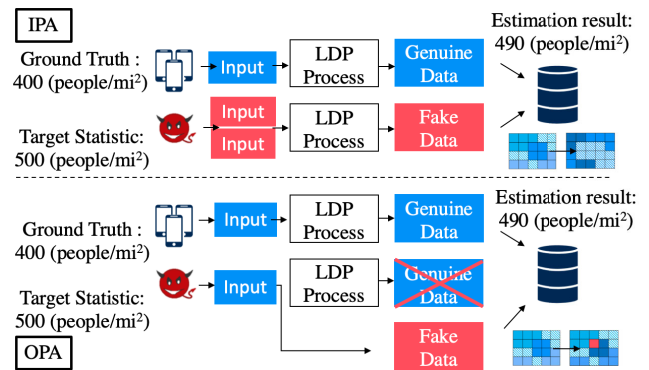 IPA
Ground Truth :
400 (people/mi²)
Input
LDP
Process
Genuine
Data
Estimation result:
490 (people/mi²)
Target Statistic:
500 (people/mi²)
Input
Input
LDP
Process
Fake
Data
Ground Truth :
400 (people/mi²)
Input
LDP
Process
Genuine
Data
Estimation result:
490 (people/mi²)
Target Statistic:
500 (people/mi²)
Input
LDP
Process
Genuine
Data
Fake
Data
OPA